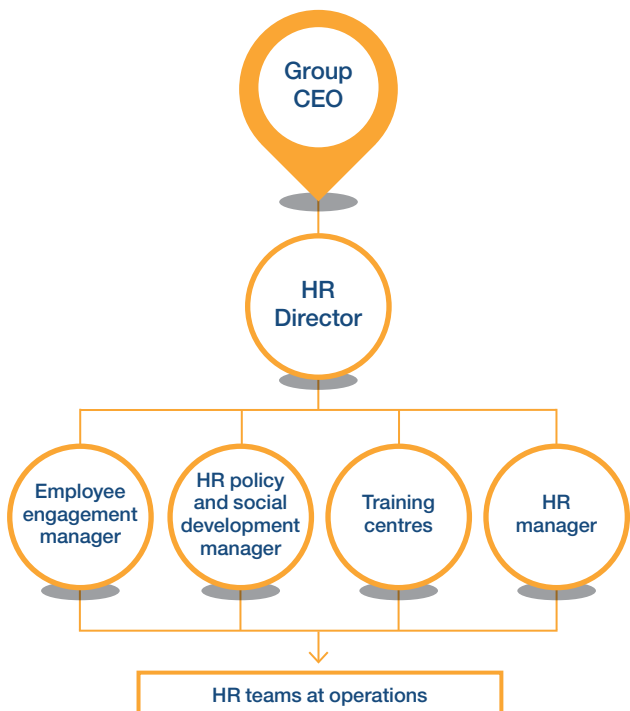 Group
CEO
HR
Director
Employee
engagement
manager
HR policy
and social
development
manager
Training
centres
HR
manager
HR teams at operations